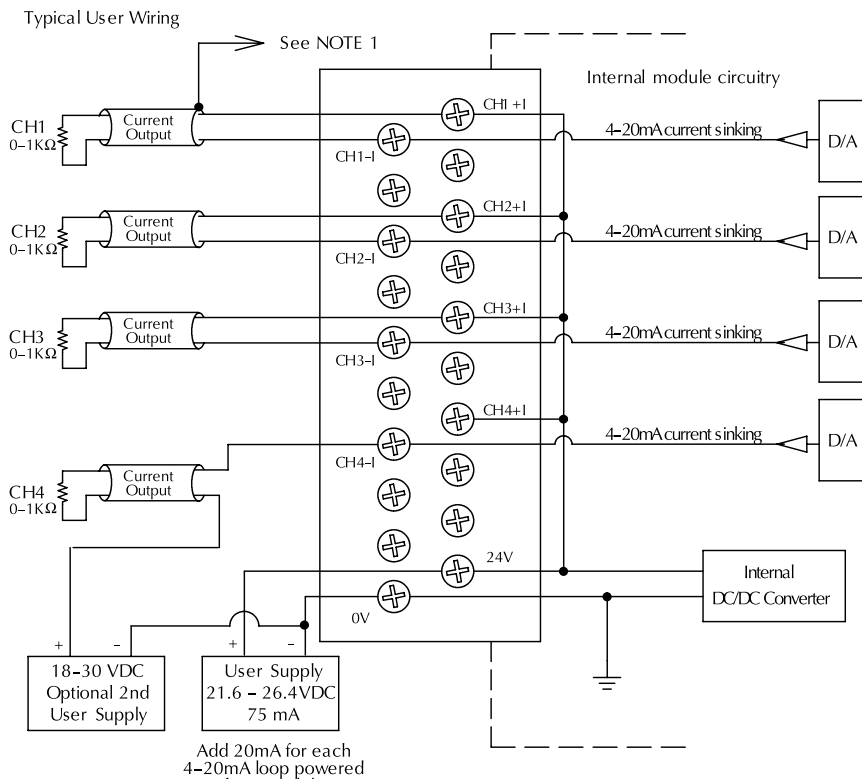 Typical User Wiring
See NOTE 1
Internal module circuitry
CH1
0–1KΩ
Current
Output
CH1+I
CH1–I
4–20mA current sinking
D/A
CH2
0–1KΩ
Current
Output
CH2+I
CH2–I
4–20mA current sinking
D/A
CH3
0–1KΩ
Current
Output
CH3+I
CH3–I
4–20mA current sinking
D/A
CH4+I
CH4–I
4–20mA current sinking
D/A
CH4
0–1KΩ
Current
Output
24V
0V
Internal
DC/DC Converter
+ –
18–30 VDC
Optional 2nd
User Supply
+ –
User Supply
21.6 – 26.4VDC
75 mA
Add 20mA for each
4–20mA loop powered